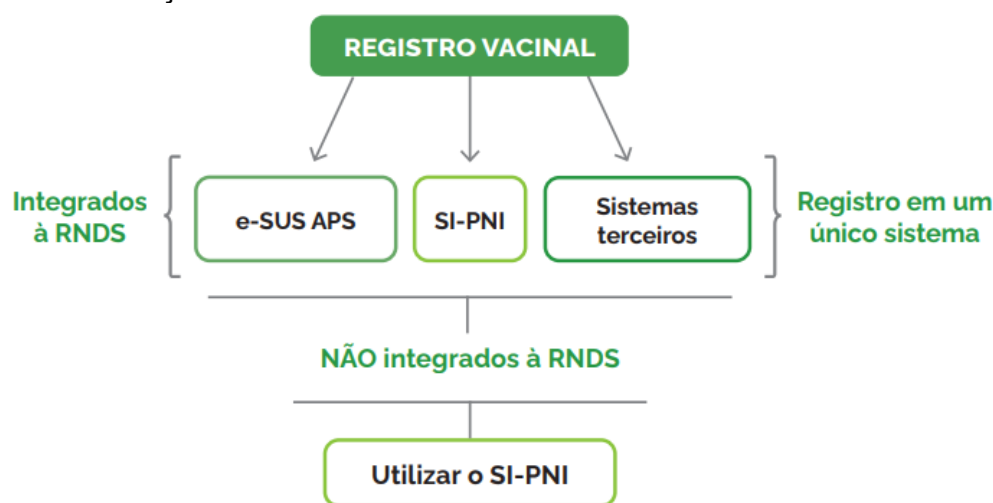 REGISTRO VACINAL
Integrados
à RNDS
e-SUS APS
SI-PNI
Sistemas
terceiros
Registro em um
único sistema
NÃO integrados à RNDS
Utilizar o SI-PNI